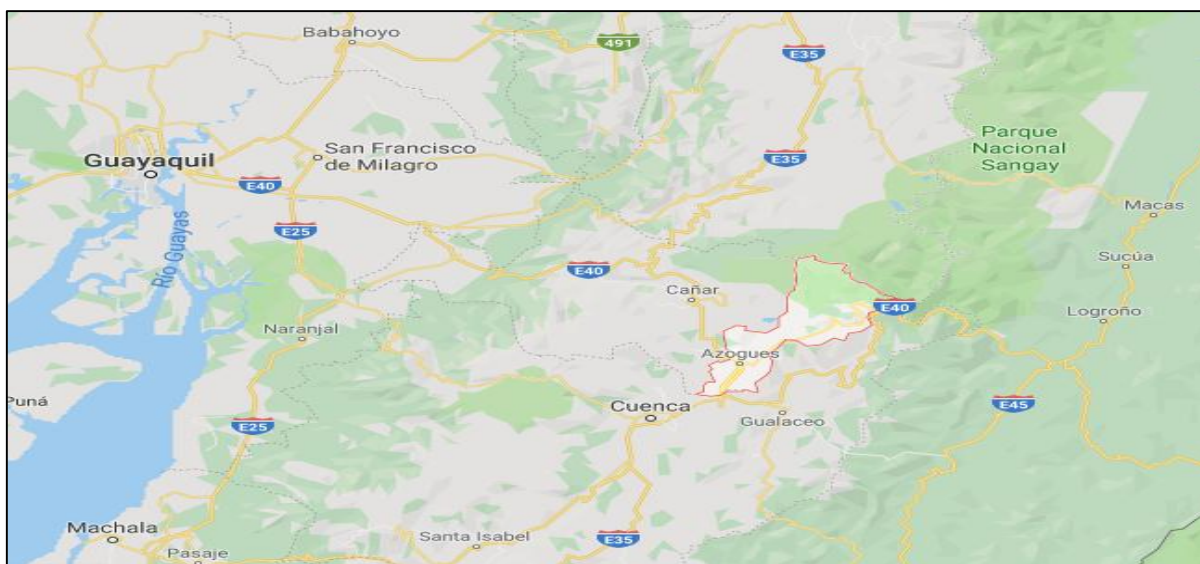 Babahoyo
491
E35
Guayaquil
San Francisco
de Milagro
E40
E35
Parque
Nacional
Sangay
Macas
E25
Río Guayas
E40
Sucúa
Cañar
E40
Logroño
Naranjal
Azogues
Puná
Cuenca
Gualaceo
E45
E25
Machala
Santa Isabel
E35
Pasaje